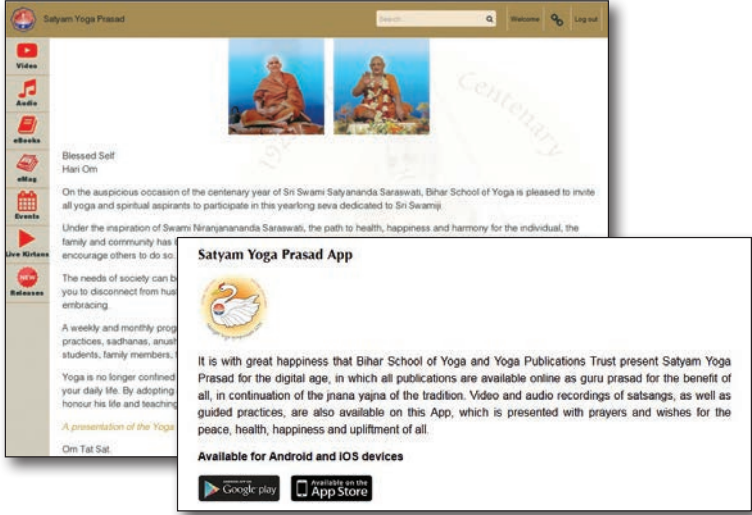 Satyam Yoga Prasad
Search
Welcome
Log out
Video
Audio
eBooks
eMag
Events
Live Kirtans
NEW
Releases
Centenary
Blessed Self
Hari Om
On the auspicious occasion of the centenary year of Sri Swami Satyananda Saraswati, Bihar School of Yoga is pleased to invite
all yoga and spiritual aspirants to participate in this yearlong seva dedicated to Sri Swamiji.
Under the inspiration of Swami Niranjanananda Saraswati, the path to health, happiness and harmony for the individual, the
family and community has
encourage others to do so.
The needs of society can
you to disconnect from
embracing.
A weekly and monthly
practices, sadhanas,
students, family members,
Yoga is no longer confined
your daily life. By adopting
honour his life and
A presentation of the Yoga
Om Tat Sat
Satyam Yoga Prasad App
It is with great happiness that Bihar School of Yoga and Yoga Publications Trust present Satyam Yoga
Prasad for the digital age, in which all publications are available online as guru prasad for the benefit of
all, in continuation of the jnana yajna of the tradition. Video and audio recordings of satsangs, as well as
guided practices, are also available on this App, which is presented with prayers and wishes for the
peace, health, happiness and upliftment of all.
Available for Android and iOS devices
Google play
Available on the
App Store